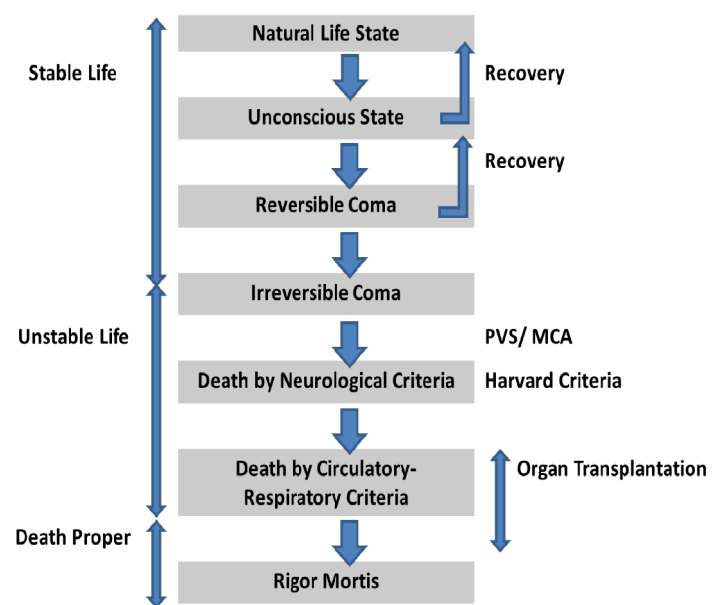 Natural Life State
Stable Life
Recovery
Unconscious State
Recovery
Reversible Coma
Irreversible Coma
Unstable Life
PVS/ MCA
Death by Neurological Criteria
Harvard Criteria
Death by Circulatory-
Respiratory Criteria
Organ Transplantation
Death Proper
Rigor Mortis